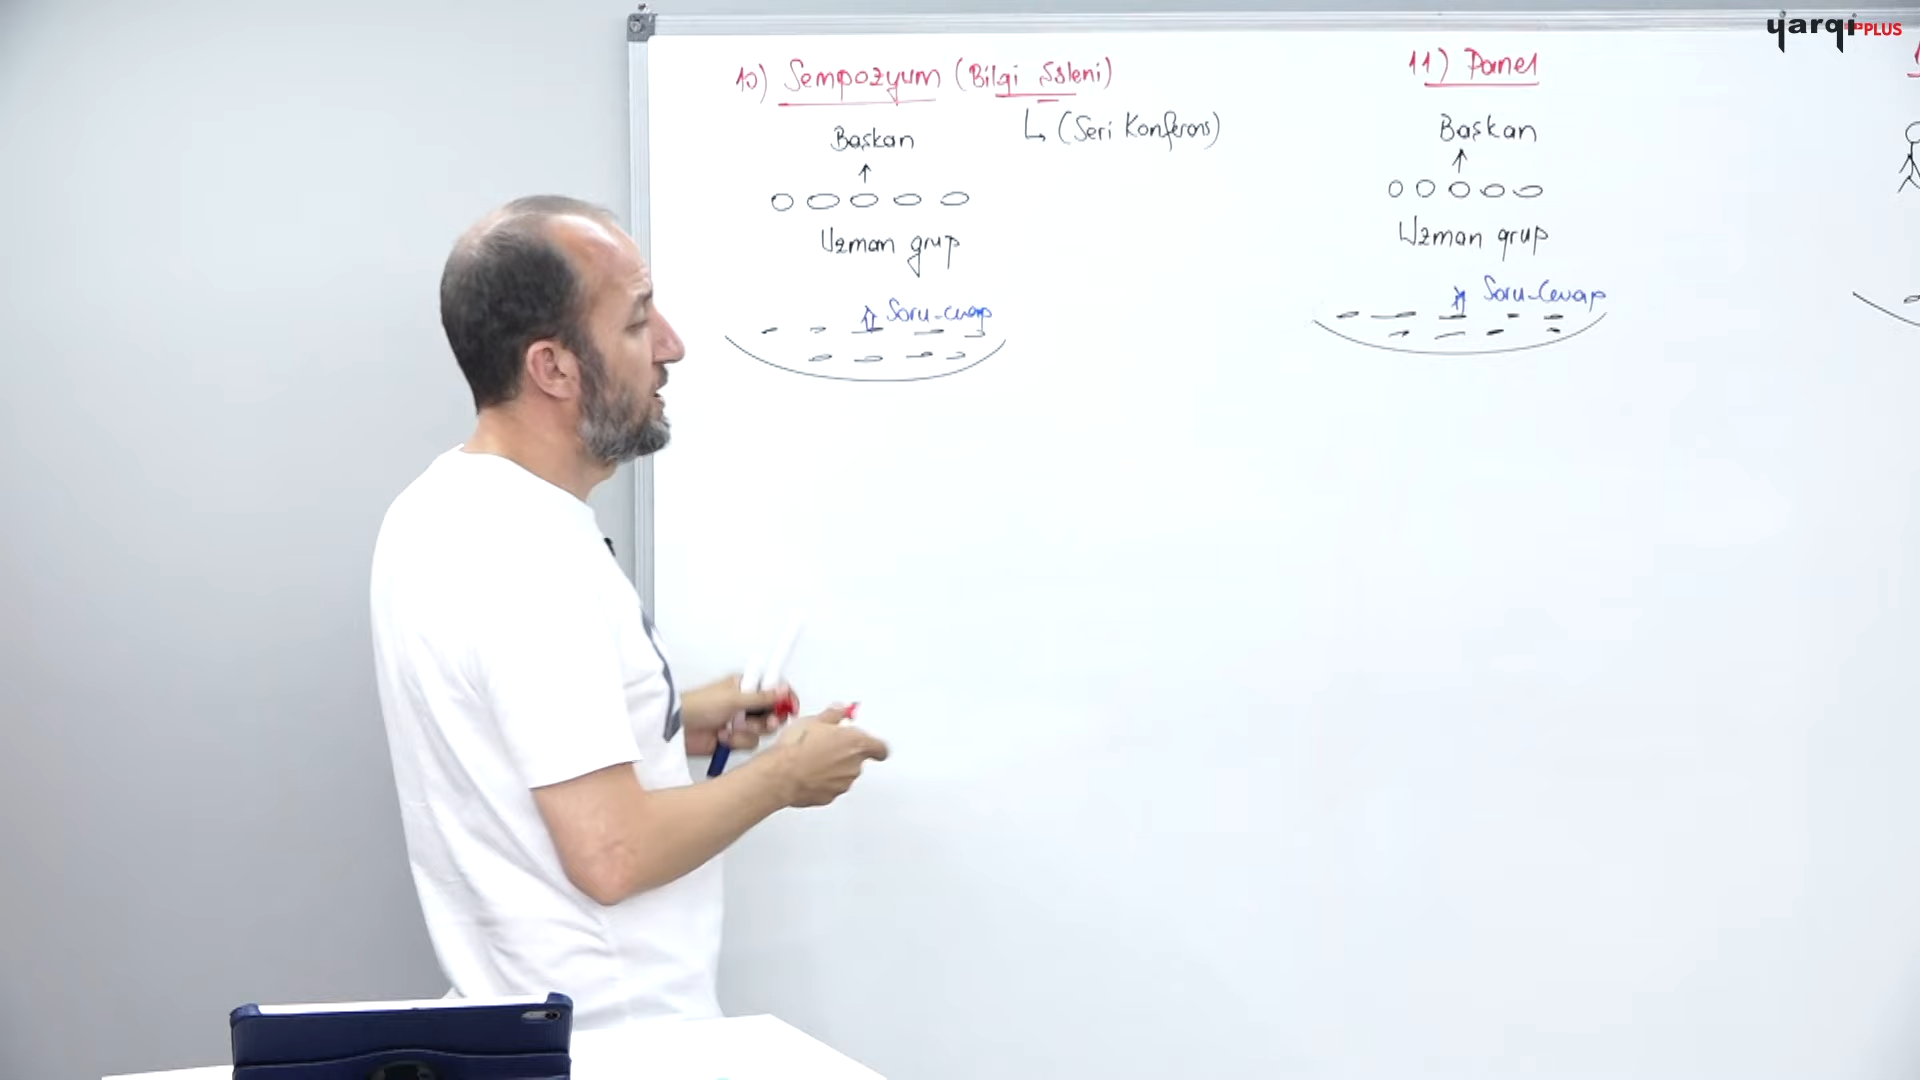 yarqı PLUS
10) Sempozyum (Bilgi Şöleni)
↳ (Seri Konferans)
Başkan
Uzman grup
Soru-cevap
11) Panel
Başkan
Uzman grup
Soru-Cevap